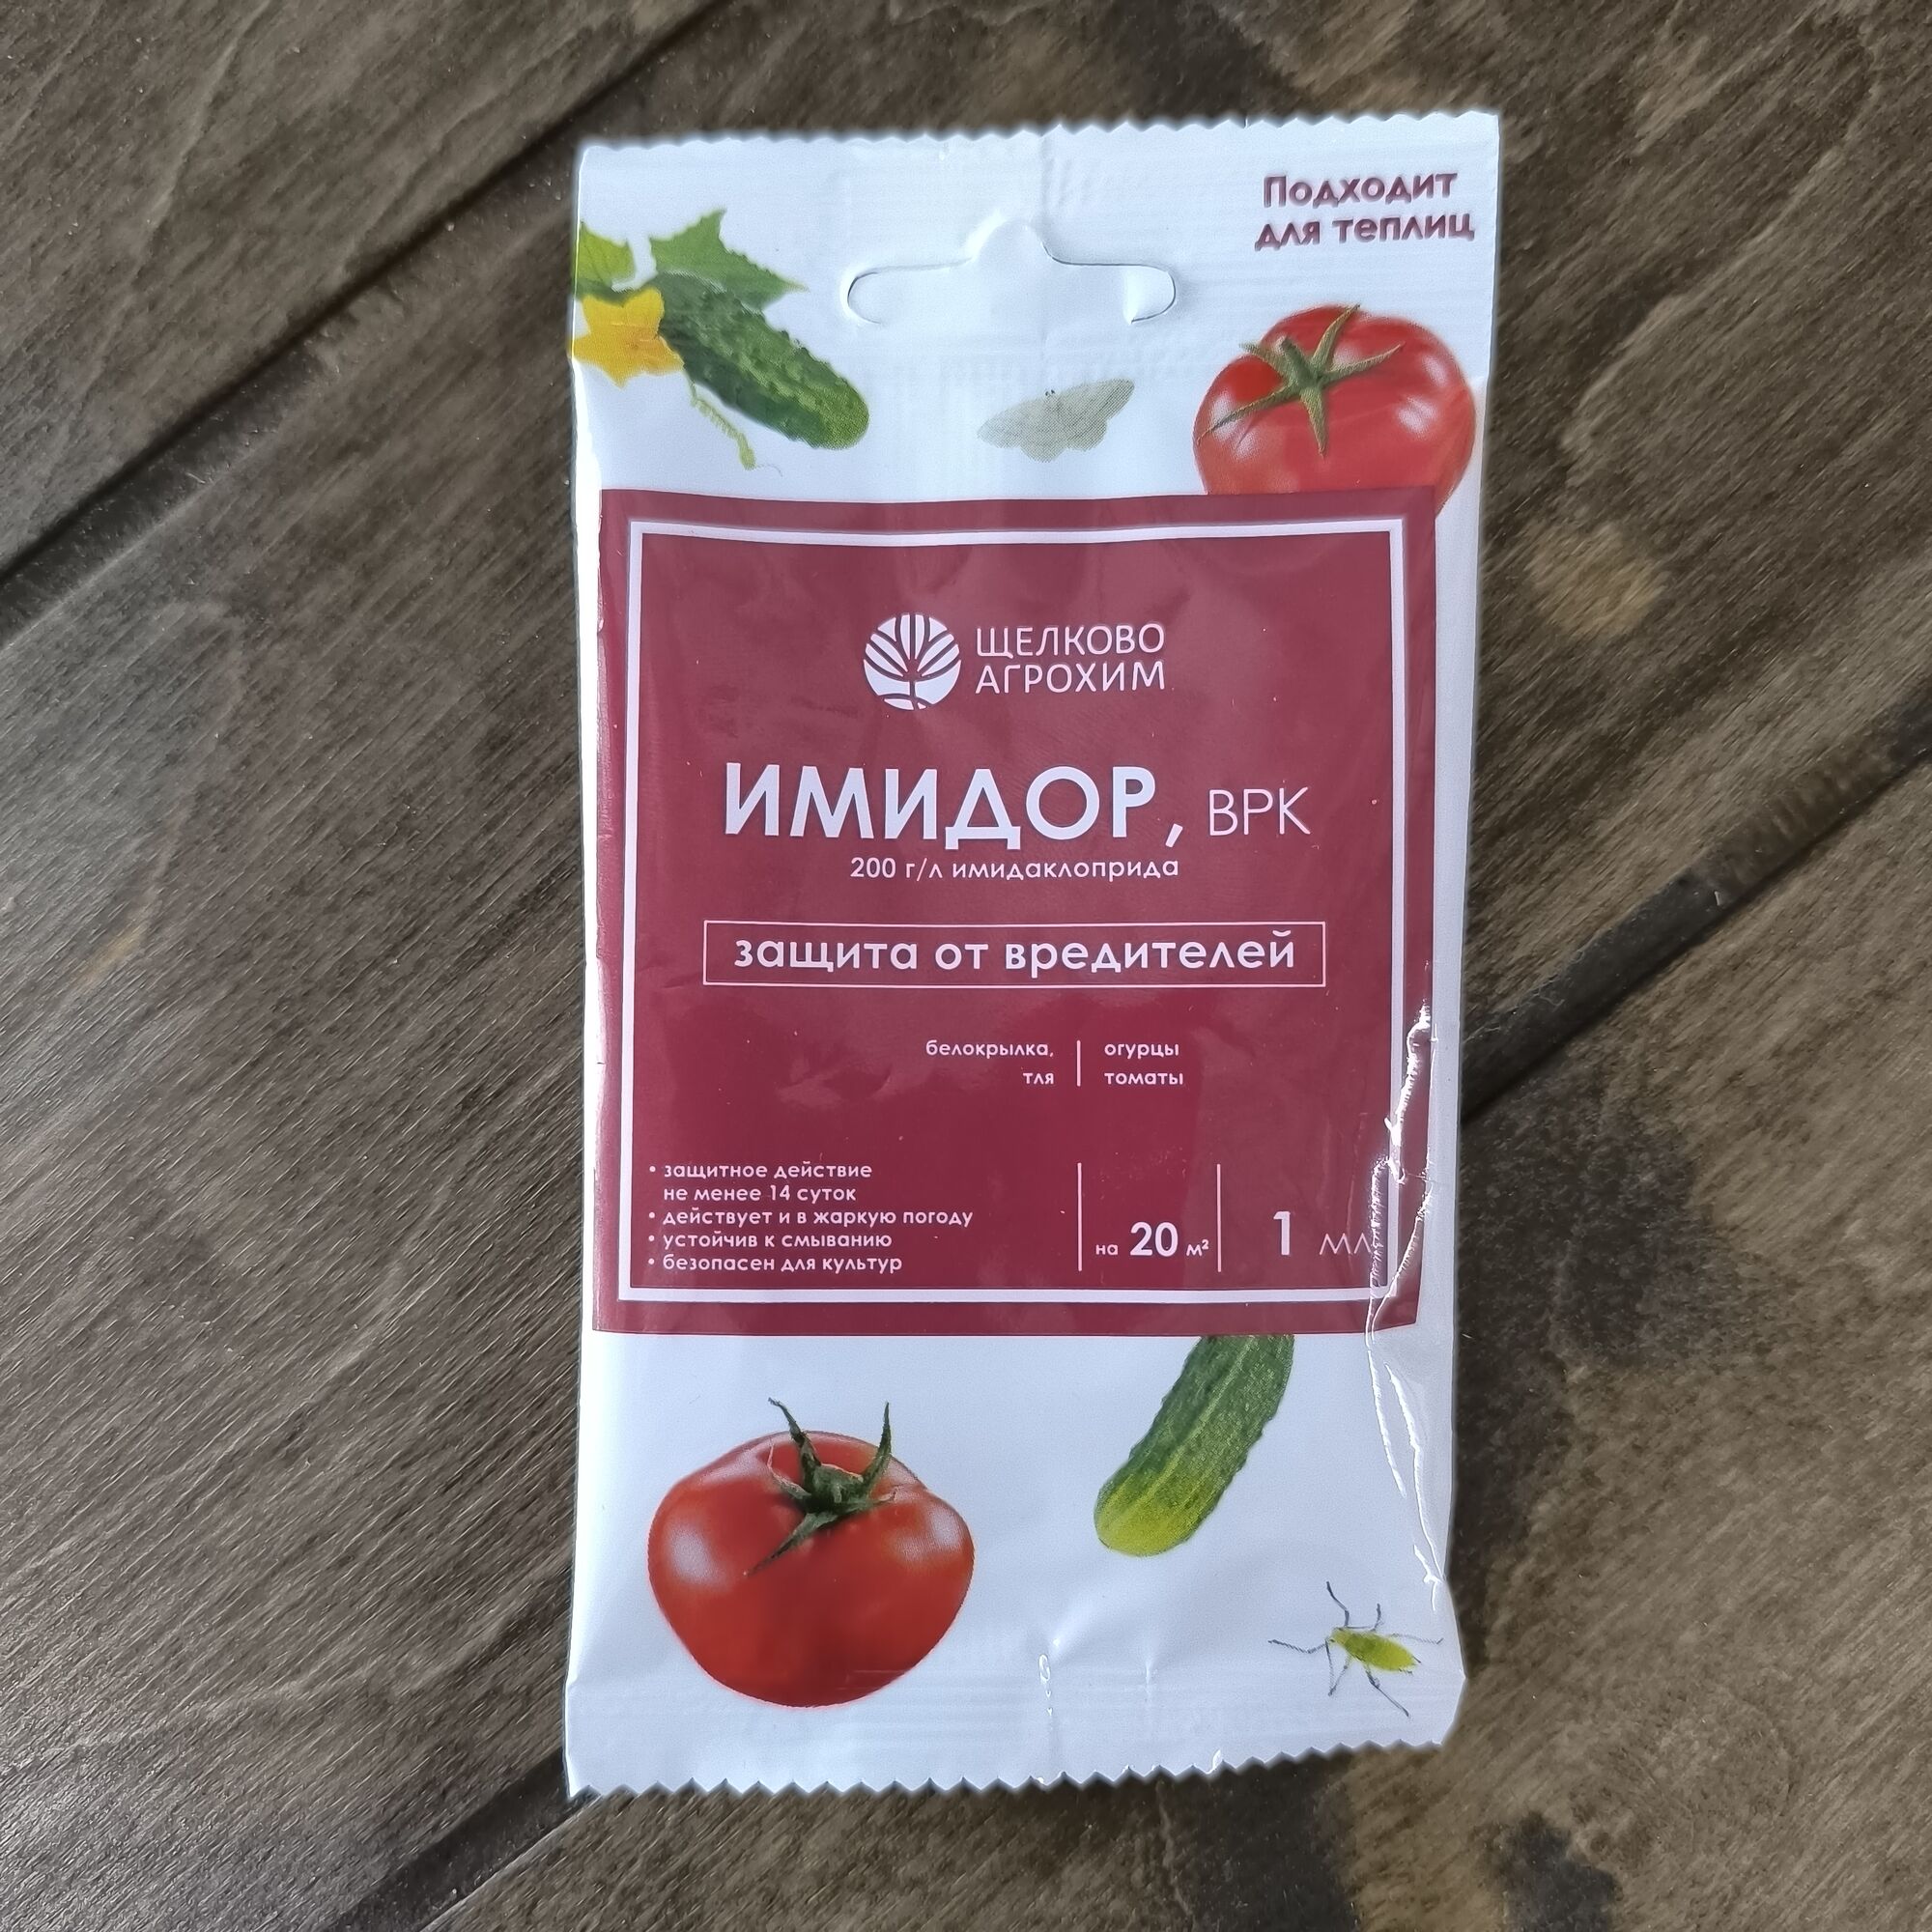 Подходит
для теплиц
ЩЕЛКОВО
АГРОХИМ
ИМИДОР, ВРК
200 г/л имидаклоприда
защита от вредителей
белокрылка,
тля
огурцы
томаты
• защитное действие
не менее 14 суток
• действует и в жаркую погоду
• устойчив к смыванию
• безопасен для культур
на 20 м²
1 мл